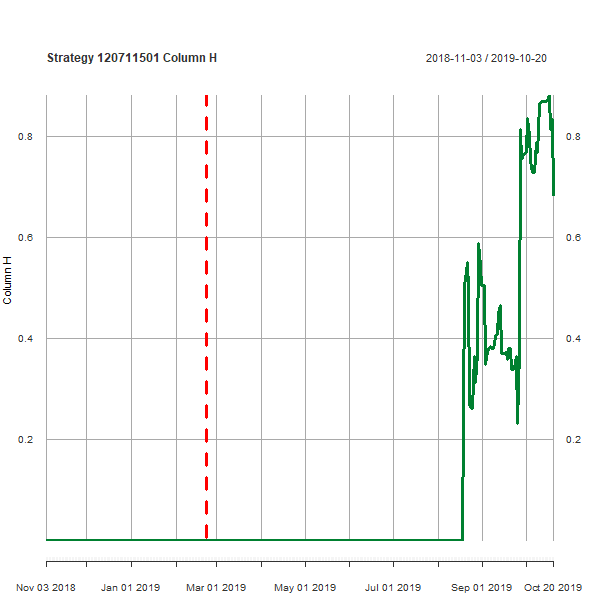 Strategy 120711501 Column H
2018-11-03 / 2019-10-20
0.8
0.8
0.6
0.6
Column H
0.4
0.4
0.2
0.2
Nov 03 2018
Jan 01 2019
Mar 01 2019
May 01 2019
Jul 01 2019
Sep 01 2019
Oct 20 2019